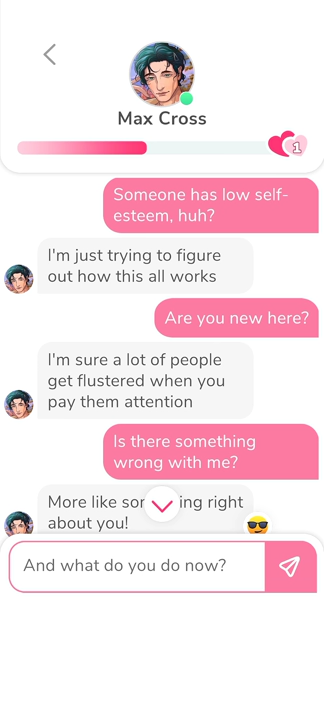 Max Cross
1
Someone has low self-
esteem, huh?
I'm just trying to figure
out how this all works
Are you new here?
I'm sure a lot of people
get flustered when you
pay them attention
Is there something
wrong with me?
More like right
about you!
And what do you do now?